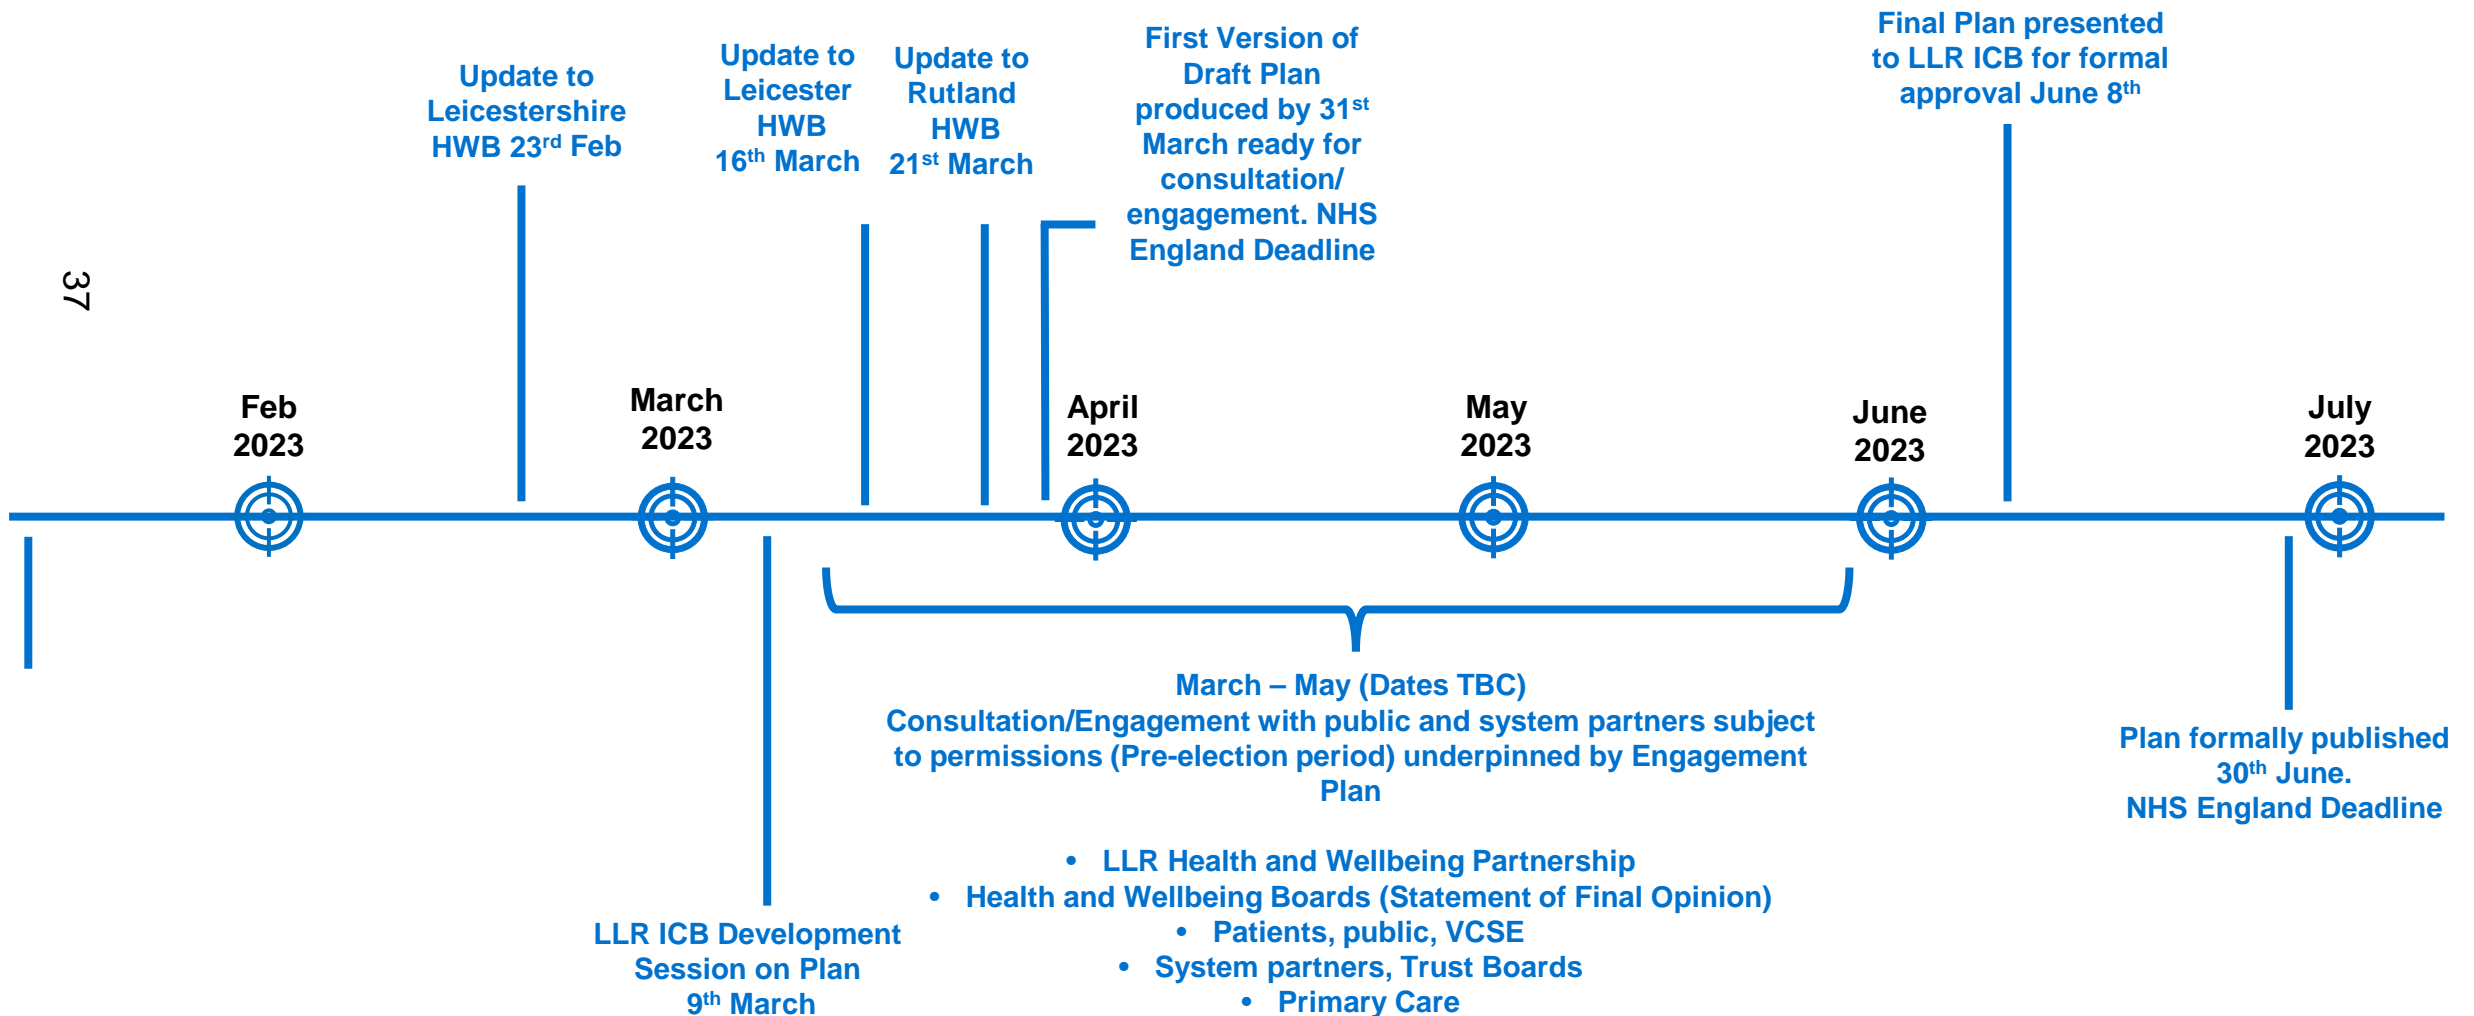 Update to
Leicestershire
HWB 23rd Feb
Update to
Leicester
HWB
16th March
Update to
Rutland
HWB
21st March
First Version of
Draft Plan
produced by 31st
March ready for
consultation/
engagement. NHS
England Deadline
Final Plan presented
to LLR ICB for formal
approval June 8th
37
Feb
2023
March
2023
April
2023
May
2023
June
2023
July
2023
LLR ICB Development
Session on Plan
9th March
March – May (Dates TBC)
Consultation/Engagement with public and system partners subject
to permissions (Pre-election period) underpinned by Engagement
Plan
• LLR Health and Wellbeing Partnership
• Health and Wellbeing Boards (Statement of Final Opinion)
• Patients, public, VCSE
• System partners, Trust Boards
• Primary Care
Plan formally published
30th June.
NHS England Deadline